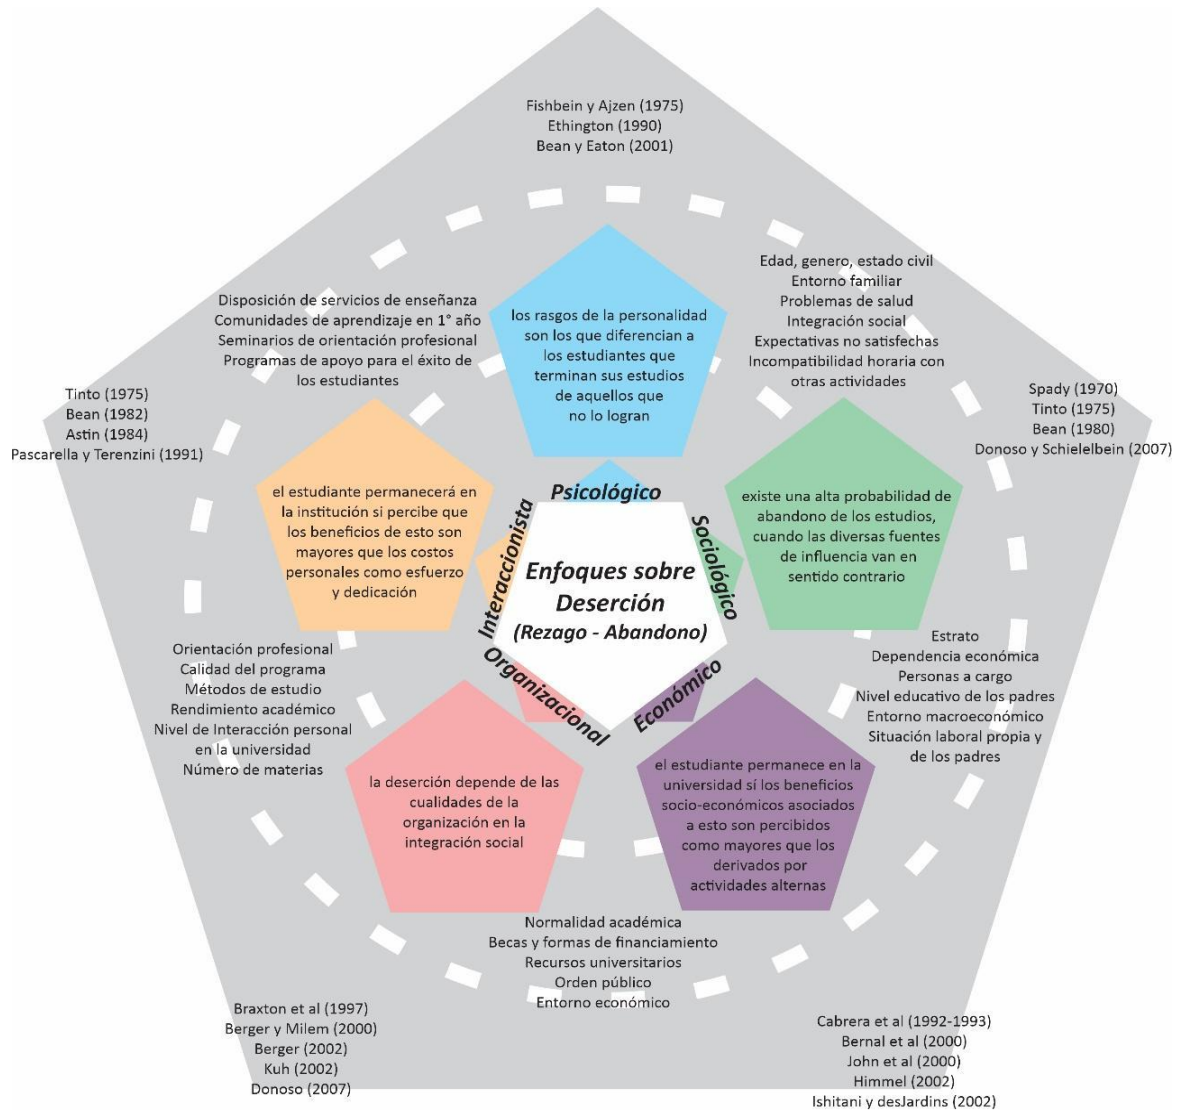 Fishbein y Ajzen (1975)
Ethington (1990)
Bean y Eaton (2001)
Edad, genero, estado civil
Entorno familiar
Problemas de salud
Integración social
Expectativas no satisfechas
Incompatibilidad horaria con
otras actividades
Disposición de servicios de enseñanza
Comunidades de aprendizaje en 1° año
Seminarios de orientación profesional
Programas de apoyo para el éxito de
los estudiantes
los rasgos de la personalidad
son los que diferencian a
los estudiantes que
terminan sus estudios
de aquellos que
no lo logran
Tinto (1975)
Bean (1982)
Astin (1984)
Pascarella y Terenzini (1991)
Spady (1970)
Tinto (1975)
Bean (1980)
Donoso y Schielelbein (2007)
el estudiante permanecerá en
la institución si percibe que
los beneficios de esto son
mayores que los costos
personales como esfuerzo
y dedicación
Psicológico
Sociológico
Interaccionista
Organizacional
Económico
Enfoques sobre
Deserción
(Rezago - Abandono)
existe una alta probabilidad de
abandono de los estudios,
cuando las diversas fuentes
de influencia van en
sentido contrario
Orientación profesional
Calidad del programa
Métodos de estudio
Rendimiento académico
Nivel de Interacción personal
en la universidad
Número de materias
Estrato
Dependencia económica
Personas a cargo
Nivel educativo de los padres
Entorno macroeconómico
Situación laboral propia y
de los padres
la deserción depende de las
cualidades de la
organización en la
integración social
el estudiante permanece en la
universidad sí los beneficios
socio-económicos asociados
a esto son percibidos
como mayores que los
derivados por
actividades alternas
Normalidad académica
Becas y formas de financiamiento
Recursos universitarios
Orden público
Entorno económico
Braxton et al (1997)
Berger y Milem (2000)
Berger (2002)
Kuh (2002)
Donoso (2007)
Cabrera et al (1992-1993)
Bernal et al (2000)
John et al (2000)
Himmel (2002)
Ishitani y desJardins (2002)